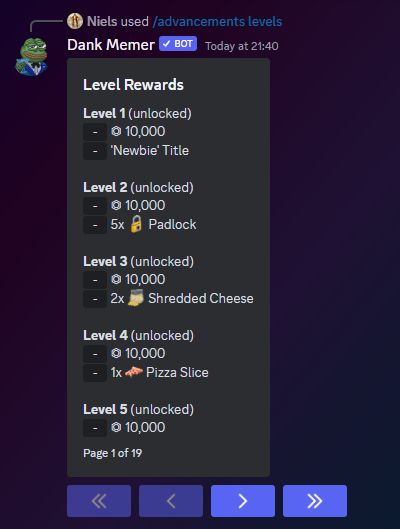 Niels used /advancements levels
Dank Memer ✓ BOT Today at 21:40
Level Rewards
Level 1 (unlocked)
- ⏣ 10,000
- 'Newbie' Title
Level 2 (unlocked)
- ⏣ 10,000
- 5x Padlock
Level 3 (unlocked)
- ⏣ 10,000
- 2x Shredded Cheese
Level 4 (unlocked)
- ⏣ 10,000
- 1x Pizza Slice
Level 5 (unlocked)
- ⏣ 10,000
Page 1 of 19